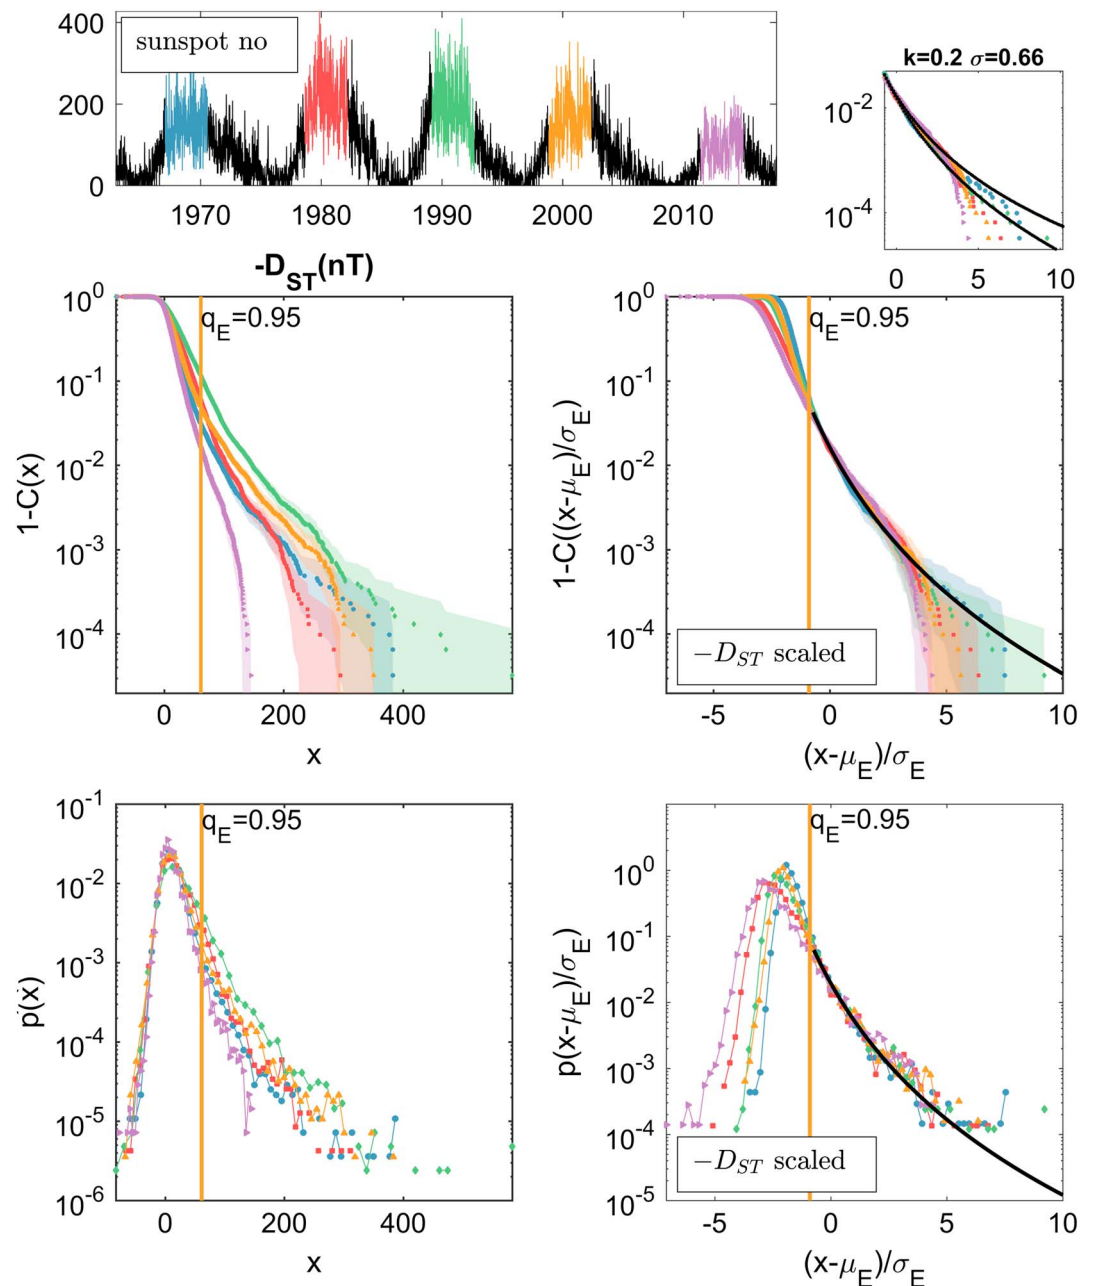 400
200
0
sunspot no
1970
1980
1990
2000
2010
k=0.2 σ=0.66
10^-2
10^-4
0
5
10
-D_ST(nT)
10^0
10^-1
10^-2
10^-3
10^-4
1-C(x)
q_E=0.95
0
200
400
x
10^0
10^-1
10^-2
10^-3
10^-4
1-C((x-μ_E)/σ_E)
q_E=0.95
−D_ST scaled
-5
0
5
10
(x-μ_E)/σ_E
10^-1
10^-2
10^-3
10^-4
10^-5
10^-6
p(x)
q_E=0.95
0
200
400
x
10^0
10^-1
10^-2
10^-3
10^-4
10^-5
p(x-μ_E)/σ_E)
q_E=0.95
−D_ST scaled
-5
0
5
10
(x-μ_E)/σ_E